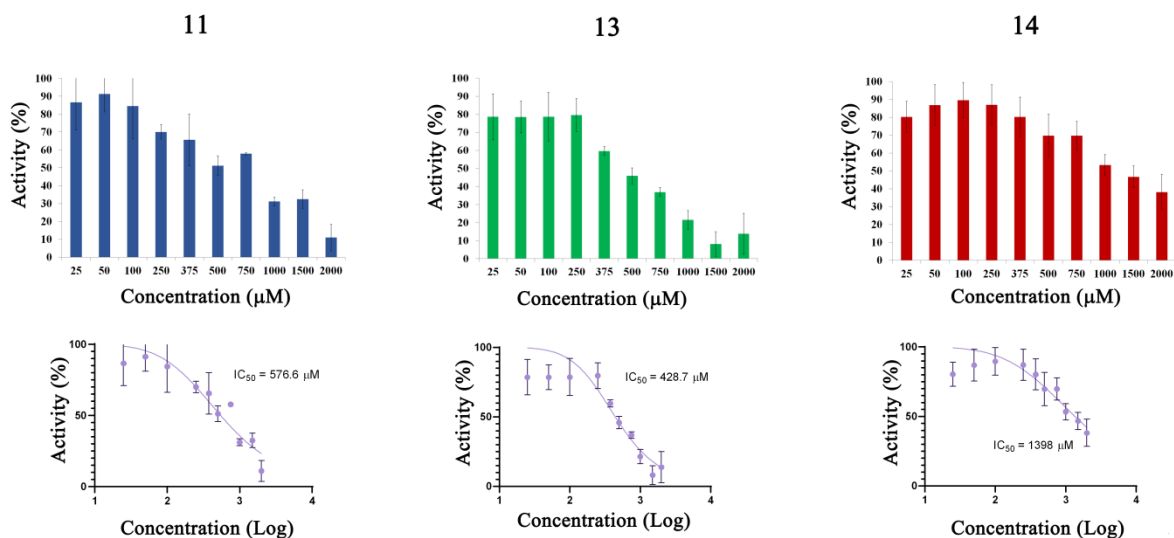 11
13
14
Activity (%)
100
90
80
70
60
50
40
30
20
10
0
25 50 100 250 375 500 750 1000 1500 2000
Concentration (μM)
Activity (%)
100
90
80
70
60
50
40
30
20
10
0
25 50 100 250 375 500 750 1000 1500 2000
Concentration (μM)
Activity (%)
100
90
80
70
60
50
40
30
20
10
0
25 50 100 250 375 500 750 1000 1500 2000
Concentration (μM)
Activity (%)
100
50
0
IC50 = 576.6 μM
1 2 3 4
Concentration (Log)
Activity (%)
100
50
0
IC50 = 428.7 μM
1 2 3 4
Concentration (Log)
Activity (%)
100
50
0
IC50 = 1398 μM
1 2 3 4
Concentration (Log)